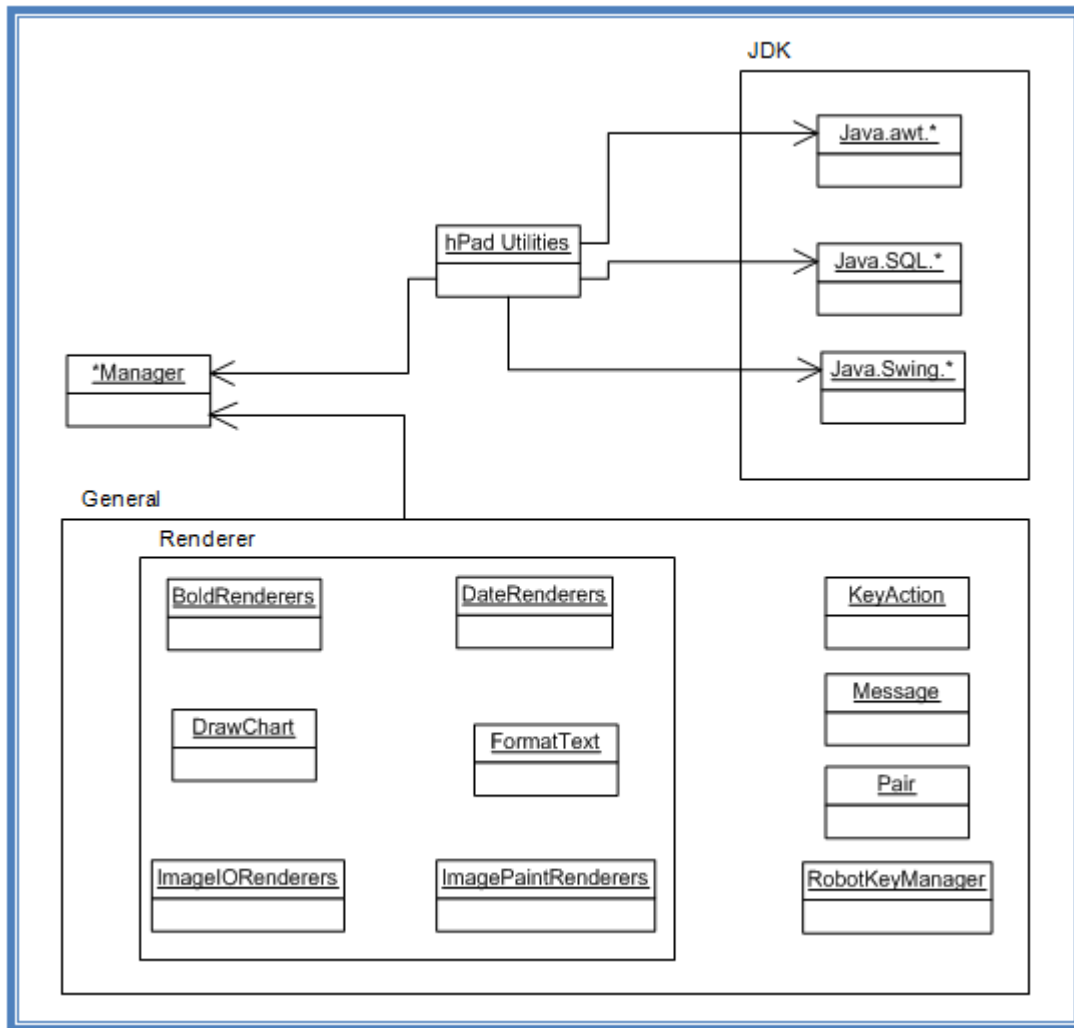 JDK
Java.awt.*
hPad Utilities
Java.SQL.*
*Manager
Java.Swing.*
General
Renderer
BoldRenderers
DateRenderers
KeyAction
Message
DrawChart
FormatText
Pair
ImageIORenderers
ImagePaintRenderers
RobotKeyManager